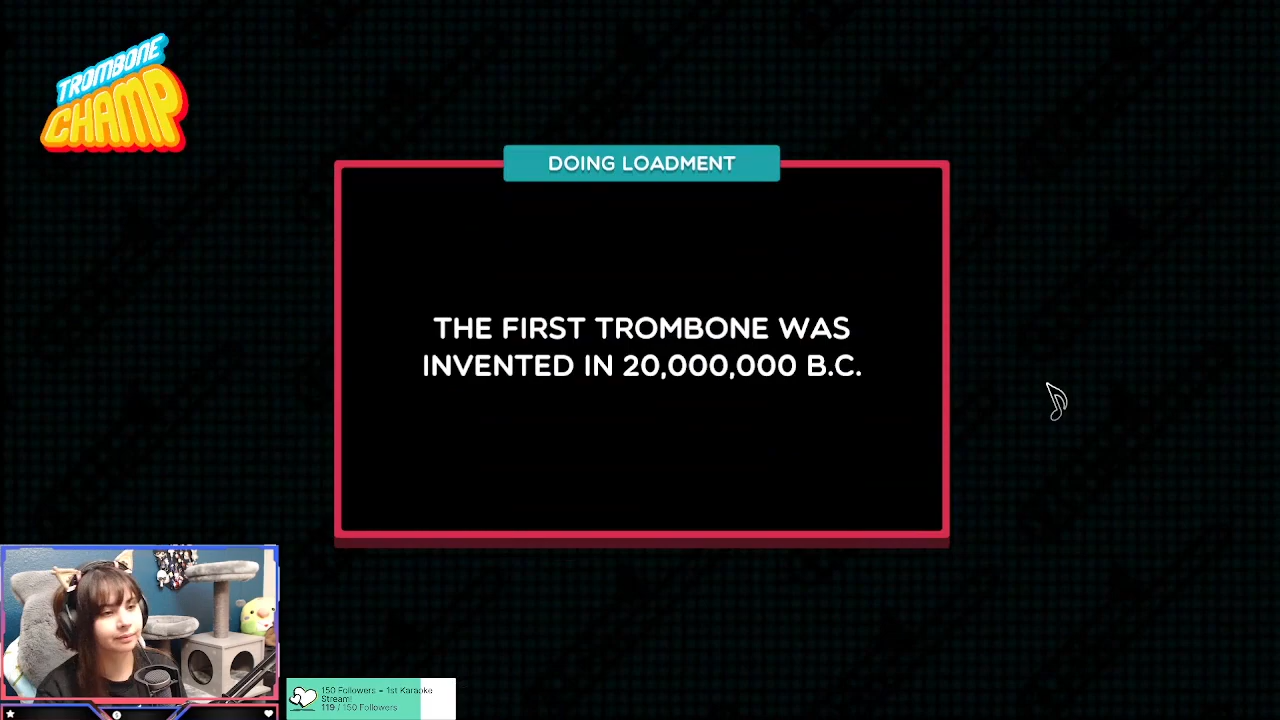 TROMBONE
CHAMP
DOING LOADMENT
THE FIRST TROMBONE WAS
INVENTED IN 20,000,000 B.C.
150 Followers = 1st Karaoke
Stream!
119 / 150 Followers